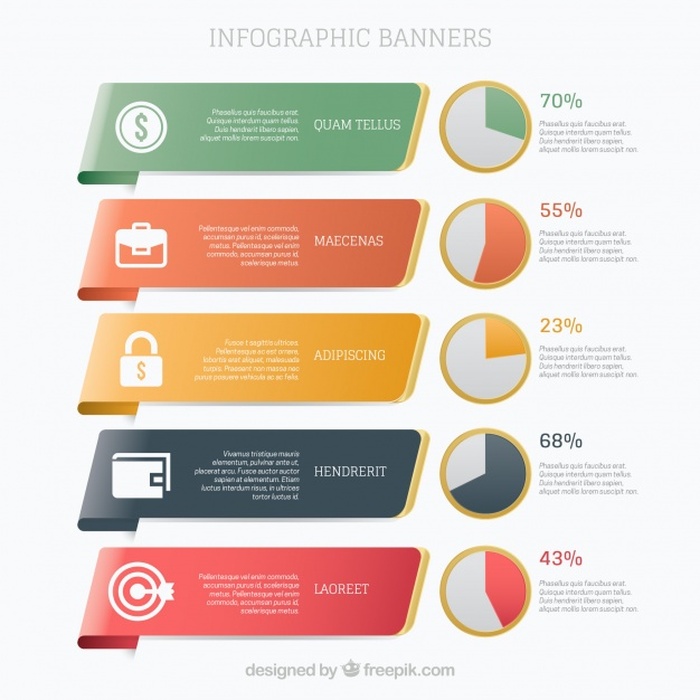 INFOGRAPHIC BANNERS
$
Phasellus quis faucibus erat.
Quisque interdum quam tellus.
Duis hendrerit libero sapien,
aliquet mollis lorem tempus sit.
QUAM TELLUS
70%
Phasellus quis faucibus erat.
Quisque interdum quam tellus.
Duis hendrerit libero sapien,
aliquet mollis lorem suscipit non.
Pellentesque vel enim commodo,
accumsan purus id, scelerisque
metus. Pellentesque vel enim
commodo, accumsan purus id,
scelerisque metus.
MAECENAS
55%
Phasellus quis faucibus erat.
Quisque interdum quam tellus.
Duis hendrerit libero sapien,
aliquet mollis lorem suscipit non.
$
Fusce t sagittis ultrices.
Pellentesque ac est ornare,
lobortis erat aliquet, mattis
turpis. Praesent non massa nec
purus posuere vehicula ac ac felis.
ADIPISCING
23%
Phasellus quis faucibus erat.
Quisque interdum quam tellus.
Duis hendrerit libero sapien,
aliquet mollis lorem suscipit non.
Vivamus tristique mauris
elementum, pulvinar ante ut,
placerat arcu. Fusce auctor auctor
sapien a elementum. Etiam
luctus interdum risus, in ultrices
tortor luctus id.
HENDRERIT
68%
Phasellus quis faucibus erat.
Quisque interdum quam tellus.
Duis hendrerit libero sapien,
aliquet mollis lorem suscipit non.
Pellentesque vel enim commodo,
accumsan purus id, scelerisque
metus. Pellentesque vel enim
commodo, accumsan purus id,
scelerisque metus.
LAOREET
43%
Phasellus quis faucibus erat.
Quisque interdum quam tellus.
Duis hendrerit libero sapien,
aliquet mollis lorem suscipit non.
designed by freepik.com